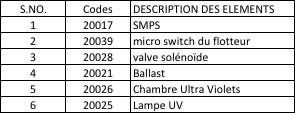 S.NO. Codes DESCRIPTION DES ELEMENTS
1 20017 SMPS
2 20039 micro switch du flotteur
3 20028 valve solénoïde
4 20021 Ballast
5 20026 Chambre Ultra Violets
6 20025 Lampe UV